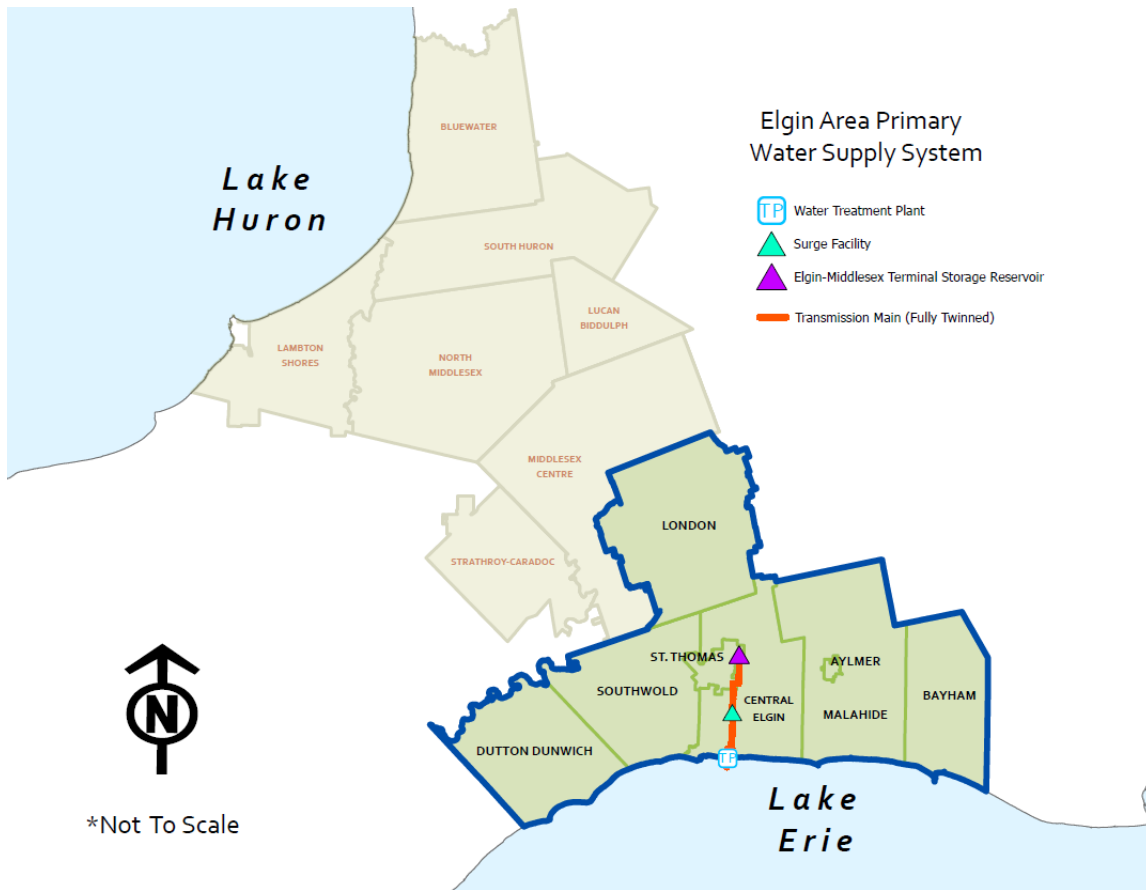 BLUEWATER
Elgin Area Primary
Water Supply System
Lake
Huron
TP Water Treatment Plant
Surge Facility
SOUTH HURON
Elgin-Middlesex Terminal Storage Reservoir
LUCAN
BIDDULPH
Transmission Main (Fully Twinned)
LAMBTON
SHORES
NORTH
MIDDLESEX
MIDDLESEX
CENTRE
LONDON
STRATHROY-CARADOC
ST. THOMAS
AYLMER
SOUTHWOLD
BAYHAM
CENTRAL
ELGIN
MALAHIDE
N
DUTTON DUNWICH
TP
Lake
Erie
*Not To Scale